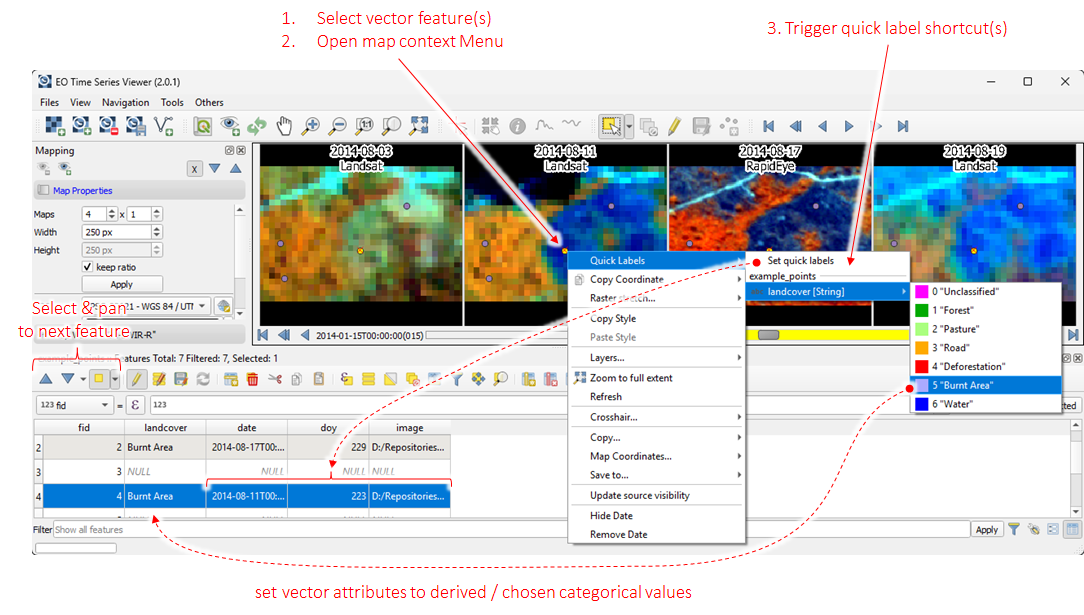 1. Select vector feature(s)
2. Open map context Menu
3. Trigger quick label shortcut(s)
EO Time Series Viewer (2.0.1)
Files View Navigation Tools Others
Mapping
x
Map Properties
Maps 4 x 1
Width 250 px
Height 250 px
keep ratio
Apply
21 - WGS 84 / UTM
VIR-R"
2014-08-03
Landsat
2014-08-11
Landsat
2014-08-17
RapidEye
2014-08-19
Landsat
2014-01-15T00:00:00(015)
Select & pan
to next feature
Features Total: 7 Filtered: 7, Selected: 1
123 fid = ε 123
fid landcover date doy image
2 2 Burnt Area 2014-08-17T00:... 229 D:/Repositories...
3 3 NULL NULL NULL NULL
4 4 Burnt Area 2014-08-11T00:... 223 D:/Repositories...
Filter Show all features
Apply
Quick Labels
Copy Coordinate
Raster
Copy Style
Paste Style
Layers...
Zoom to full extent
Refresh
Crosshair...
Copy...
Map Coordinates...
Save to...
Update source visibility
Hide Date
Remove Date
Set quick labels
example_points
landcover [String]
0 "Unclassified"
1 "Forest"
2 "Pasture"
3 "Road"
4 "Deforestation"
5 "Burnt Area"
6 "Water"
set vector attributes to derived / chosen categorical values